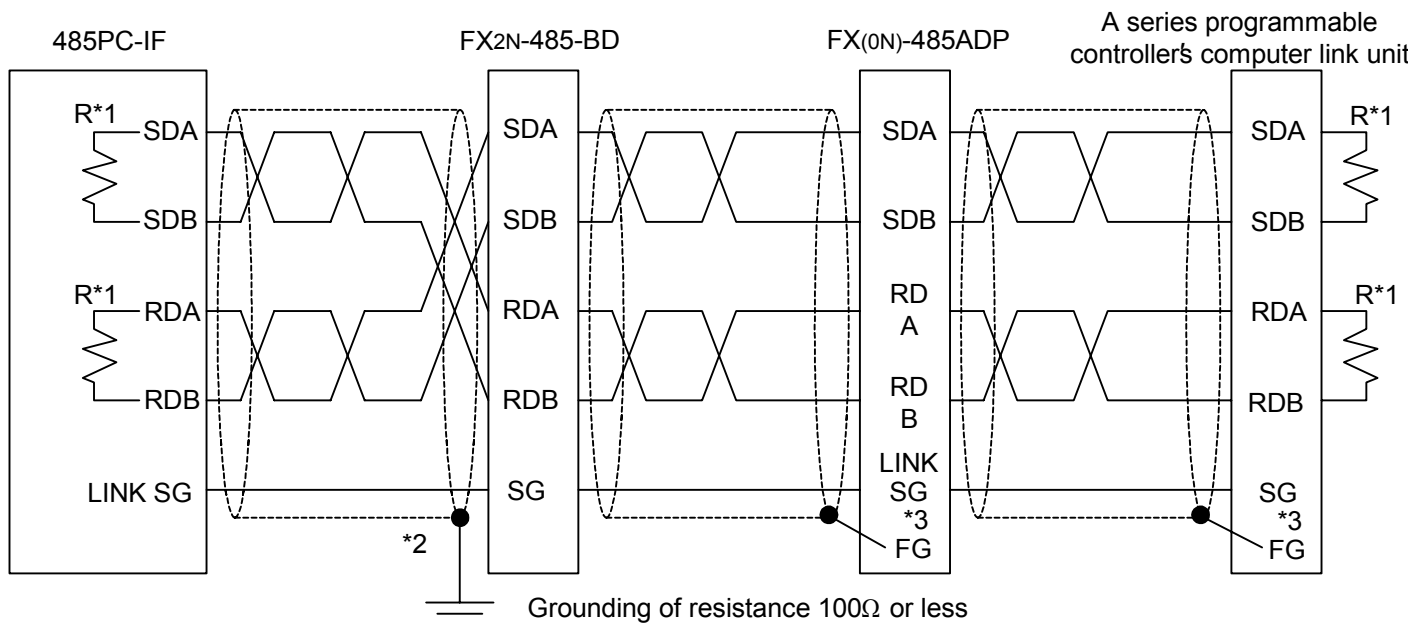 485PC-IF
FX2N-485-BD
FX(0N)-485ADP
A series programmable
controller's computer link unit
R*1
SDA
SDB
R*1
RDA
RDB
LINK SG
*2
SDA
SDB
RDA
RDB
SG
SDA
SDB
RD
A
RD
B
LINK
SG
*3
FG
SDA
SDB
RDA
RDB
SG
*3
FG
R*1
R*1
Grounding of resistance 100Ω or less